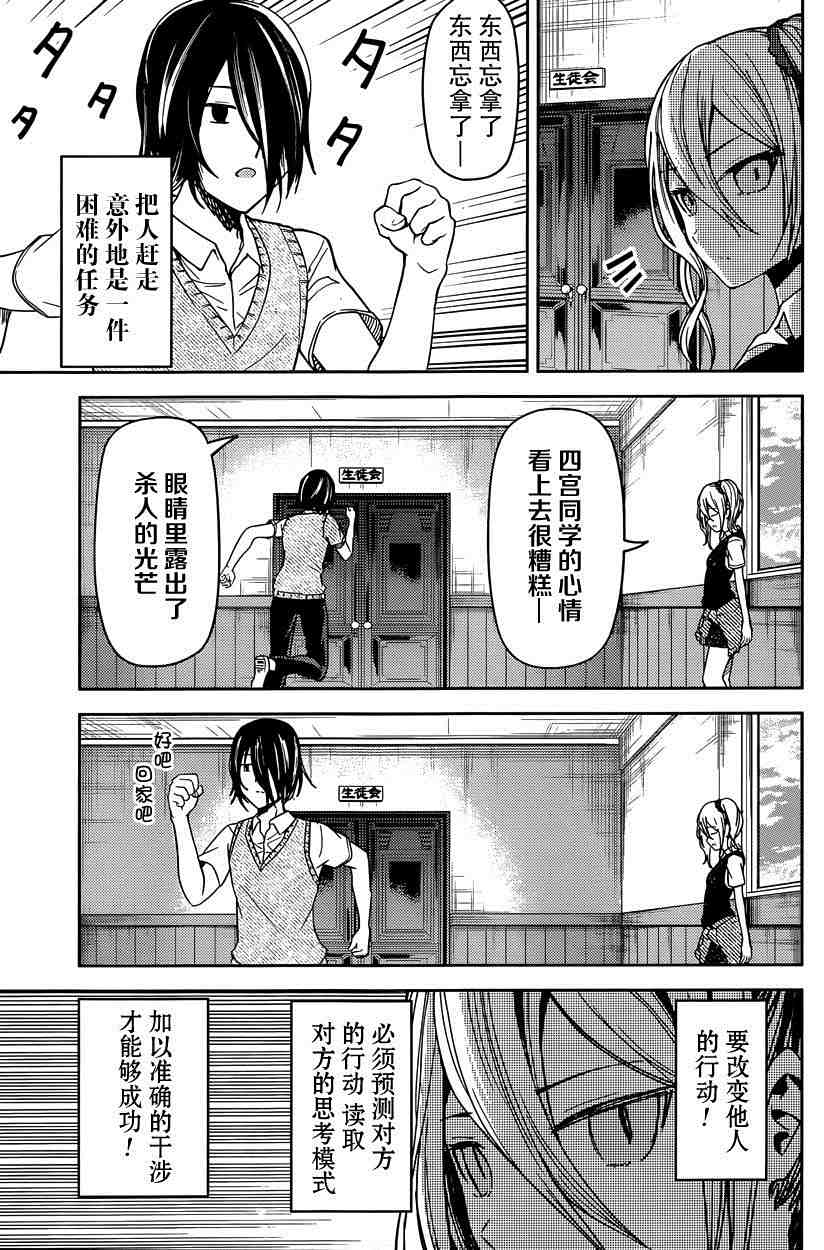 生徒会
东西忘拿了
东西忘拿了—
タ
タ
タ
タ
タ
把人赶走
意外地是一件
困难的任务
四宫同学的心情
看上去很糟糕—
生徒会
眼睛里露出了
杀人的光芒
生徒会
好吧
回家吧
要改变他人
的行动！
必须预测对方
的行动 读取
对方的思考模式
加以准确的干涉
才能够成功！